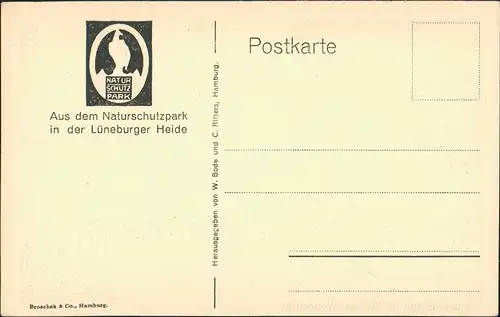 NATUR
SCHUTZ
PARK
Aus dem Naturschutzpark
in der Lüneburger Heide
Broschek & Co., Hamburg.
Herausgegeben von W. Bode und C. Ritters, Hamburg.
Postkarte